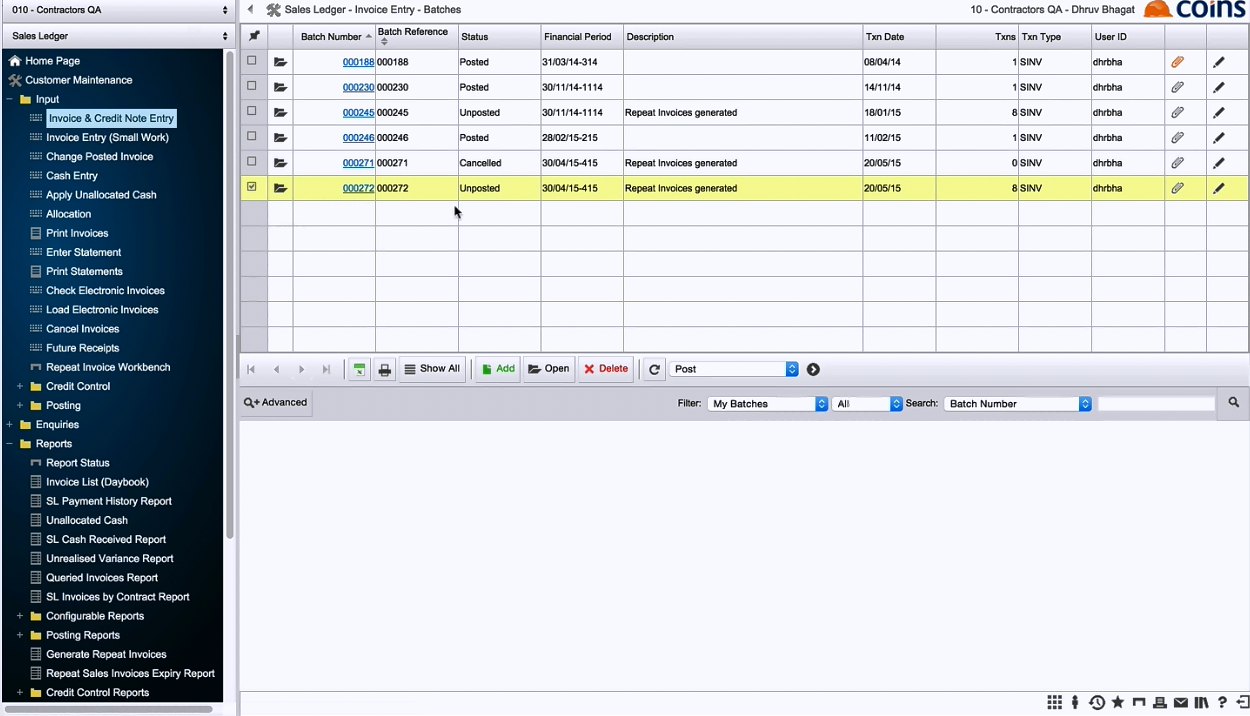 010 - Contractors QA
Sales Ledger
Home Page
Customer Maintenance
Input
Invoice & Credit Note Entry
Invoice Entry (Small Work)
Change Posted Invoice
Cash Entry
Apply Unallocated Cash
Allocation
Print Invoices
Enter Statement
Print Statements
Check Electronic Invoices
Load Electronic Invoices
Cancel Invoices
Future Receipts
Repeat Invoice Workbench
Credit Control
Posting
Enquiries
Reports
Report Status
Invoice List (Daybook)
SL Payment History Report
Unallocated Cash
SL Cash Received Report
Unrealised Variance Report
Queried Invoices Report
SL Invoices by Contract Report
Configurable Reports
Posting Reports
Generate Repeat Invoices
Repeat Sales Invoices Expiry Report
Credit Control Reports
Sales Ledger - Invoice Entry - Batches
10 - Contractors QA - Dhruv Bhagat
coins
Batch Number Batch Reference Status Financial Period Description Txn Date Txns Txn Type User ID
000188 000188 Posted 31/03/14-314 08/04/14 1 SINV dhrbha
000230 000230 Posted 30/11/14-1114 14/11/14 1 SINV dhrbha
000245 000245 Unposted 30/11/14-1114 Repeat Invoices generated 18/01/15 8 SINV dhrbha
000246 000246 Posted 28/02/15-215 11/02/15 1 SINV dhrbha
000271 000271 Cancelled 30/04/15-415 Repeat Invoices generated 20/05/15 0 SINV dhrbha
000272 000272 Unposted 30/04/15-415 Repeat Invoices generated 20/05/15 8 SINV dhrbha
Show All Add Open Delete Post
Advanced Filter: My Batches All Search: Batch Number